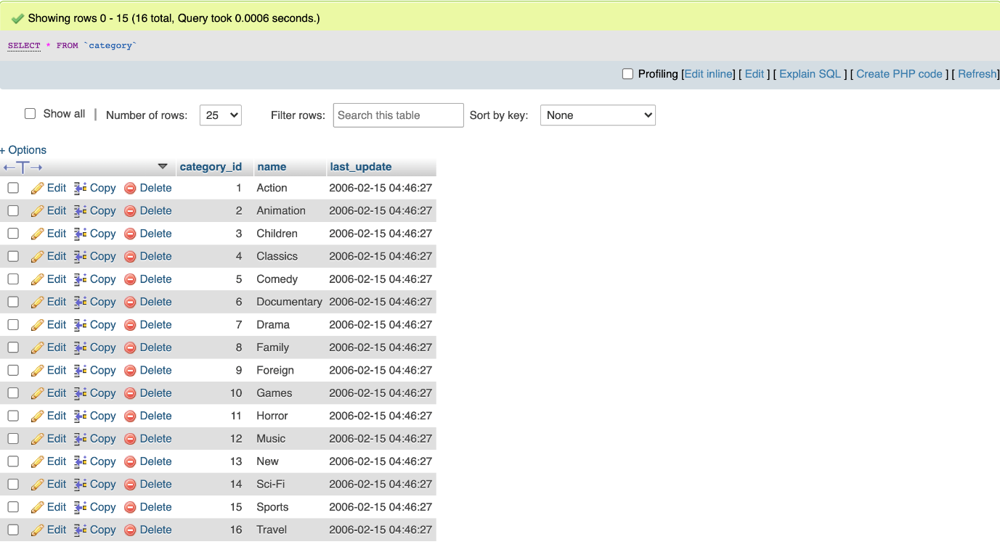 Showing rows 0 - 15 (16 total, Query took 0.0006 seconds.)
SELECT * FROM `category`
Profiling [Edit inline] [ Edit ] [ Explain SQL ] [ Create PHP code ] [ Refresh]
Show all | Number of rows: 25 Filter rows: Search this table Sort by key: None
+ Options
←T→ category_id name last_update
Edit Copy Delete 1 Action 2006-02-15 04:46:27
Edit Copy Delete 2 Animation 2006-02-15 04:46:27
Edit Copy Delete 3 Children 2006-02-15 04:46:27
Edit Copy Delete 4 Classics 2006-02-15 04:46:27
Edit Copy Delete 5 Comedy 2006-02-15 04:46:27
Edit Copy Delete 6 Documentary 2006-02-15 04:46:27
Edit Copy Delete 7 Drama 2006-02-15 04:46:27
Edit Copy Delete 8 Family 2006-02-15 04:46:27
Edit Copy Delete 9 Foreign 2006-02-15 04:46:27
Edit Copy Delete 10 Games 2006-02-15 04:46:27
Edit Copy Delete 11 Horror 2006-02-15 04:46:27
Edit Copy Delete 12 Music 2006-02-15 04:46:27
Edit Copy Delete 13 New 2006-02-15 04:46:27
Edit Copy Delete 14 Sci-Fi 2006-02-15 04:46:27
Edit Copy Delete 15 Sports 2006-02-15 04:46:27
Edit Copy Delete 16 Travel 2006-02-15 04:46:27